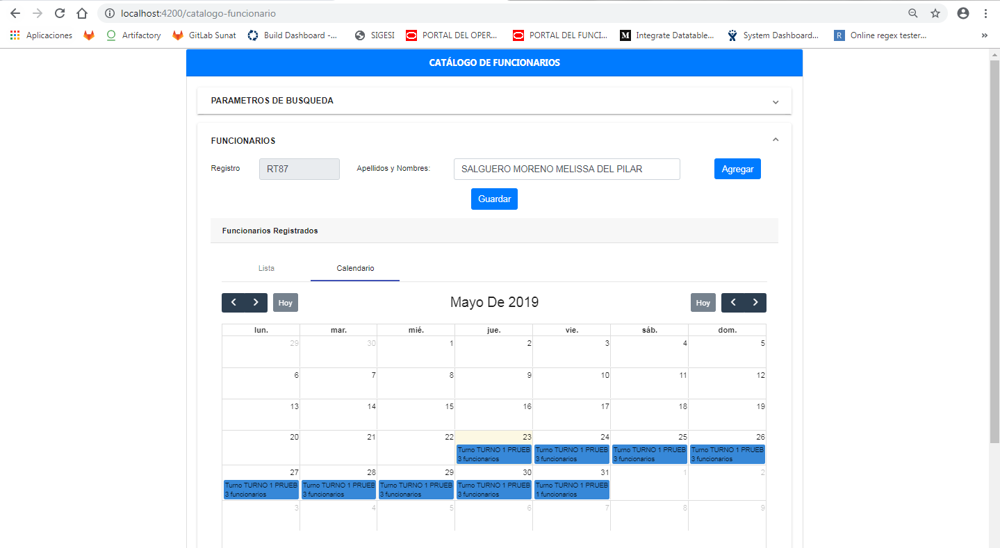 localhost:4200/catalogo-funcionario
Aplicaciones Artifactory GitLab Sunat Build Dashboard -... SIGESI PORTAL DEL OPER... PORTAL DEL FUNCI... M Integrate Datatable... System Dashboard... R Online regex tester... »
CATÁLOGO DE FUNCIONARIOS
PARAMETROS DE BUSQUEDA
FUNCIONARIOS
Registro RT87 Apellidos y Nombres: SALGUERO MORENO MELISSA DEL PILAR Agregar
Guardar
Funcionarios Registrados
Lista Calendario
Hoy Mayo De 2019 Hoy
lun. mar. mié. jue. vie. sáb. dom.
29 30 1 2 3 4 5
6 7 8 9 10 11 12
13 14 15 16 17 18 19
20 21 22 23 24 25 26
Turno TURNO 1 PRUEB Turno TURNO 1 PRUEB Turno TURNO 1 PRUEB Turno TURNO 1 PRUEB
3 funcionarios 3 funcionarios 3 funcionarios 3 funcionarios
27 28 29 30 31 1 2
Turno TURNO 1 PRUEB Turno TURNO 1 PRUEB Turno TURNO 1 PRUEB Turno TURNO 1 PRUEB Turno TURNO 1 PRUEB
3 funcionarios 3 funcionarios 3 funcionarios 3 funcionarios 1 funcionarios
3 4 5 6 7 8 9